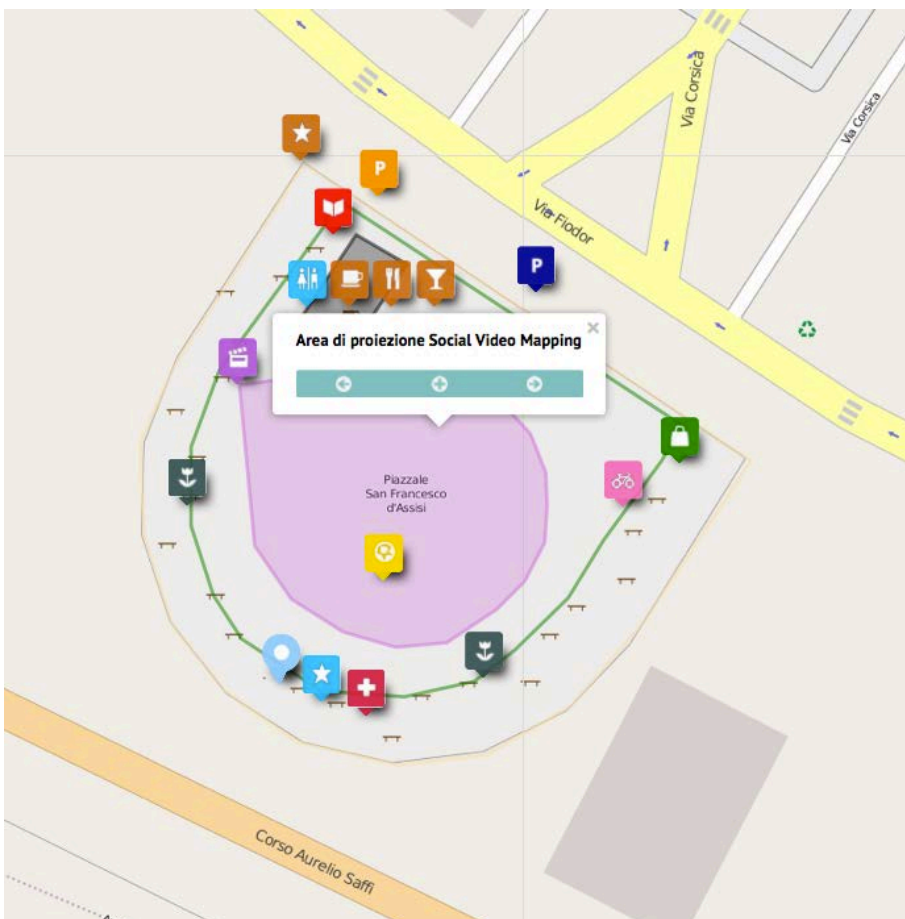 Via Corsica
Via Corsica
P
Via Fiodor
P
Area di proiezione Social Video Mapping
×
Piazzale
San Francesco
d'Assisi
Corso Aurelio Saffi